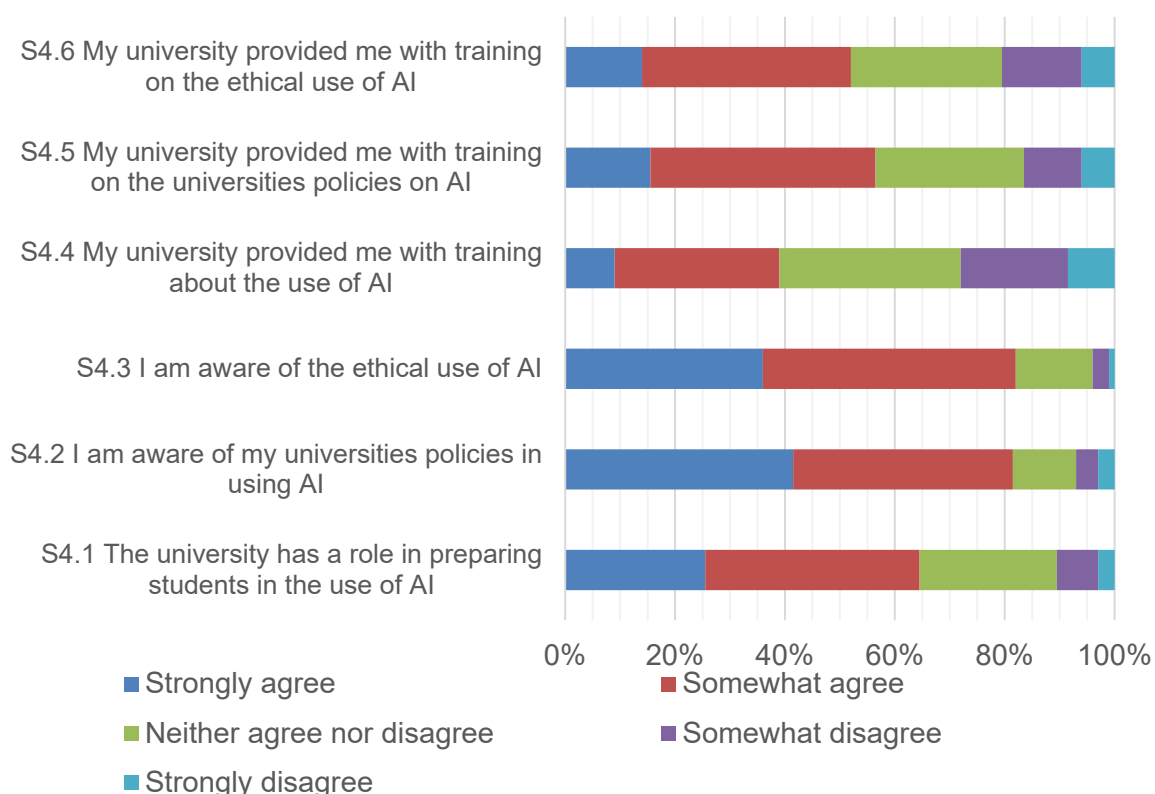 S4.6 My university provided me with training
on the ethical use of AI
S4.5 My university provided me with training
on the universities policies on AI
S4.4 My university provided me with training
about the use of AI
S4.3 I am aware of the ethical use of AI
S4.2 I am aware of my universities policies in
using AI
S4.1 The university has a role in preparing
students in the use of AI
0% 20% 40% 60% 80% 100%
Strongly agree
Somewhat agree
Neither agree nor disagree
Somewhat disagree
Strongly disagree